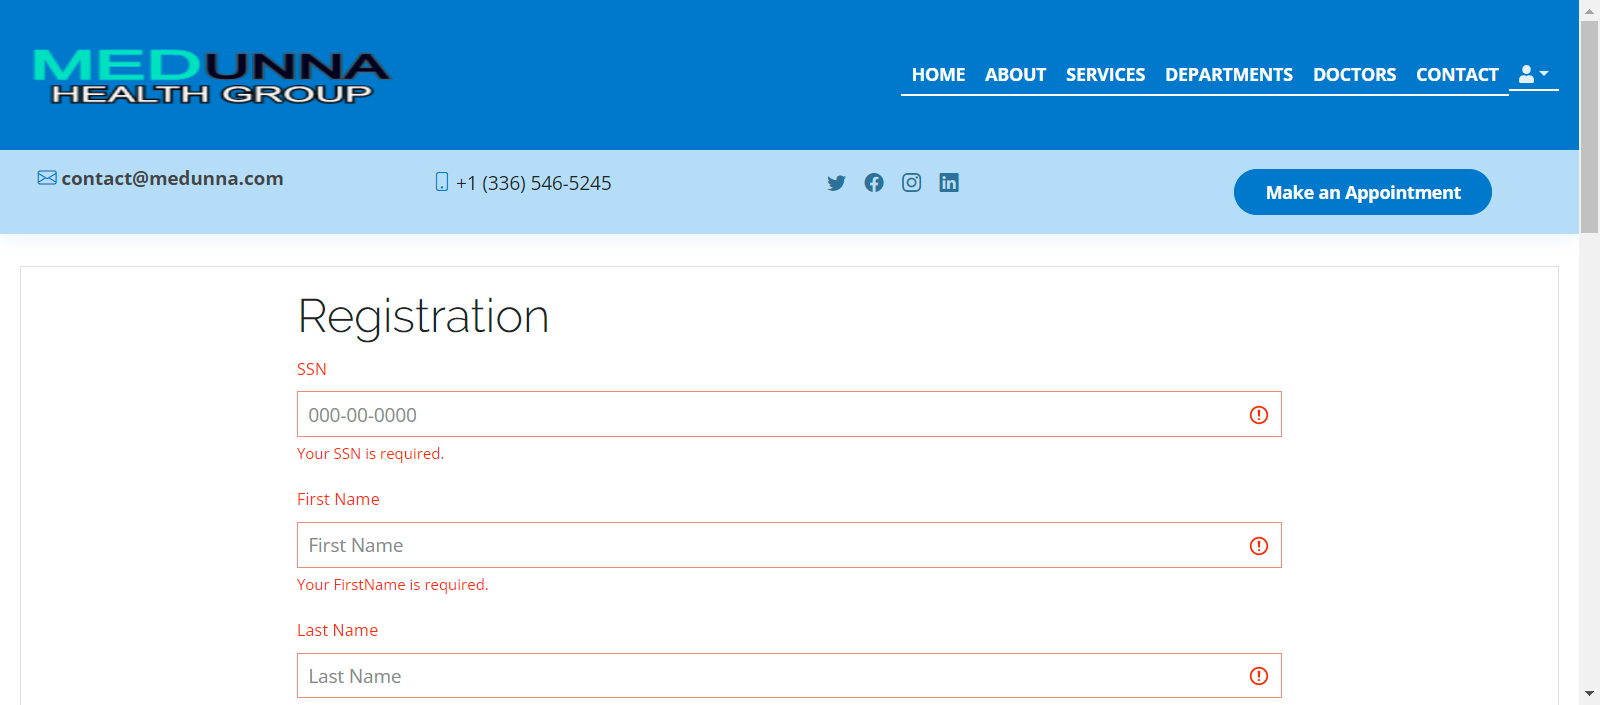 MEDUNNA
HEALTH GROUP
HOME ABOUT SERVICES DEPARTMENTS DOCTORS CONTACT
contact@medunna.com +1 (336) 546-5245 Make an Appointment
Registration
SSN
000-00-0000
Your SSN is required.
First Name
First Name
Your FirstName is required.
Last Name
Last Name